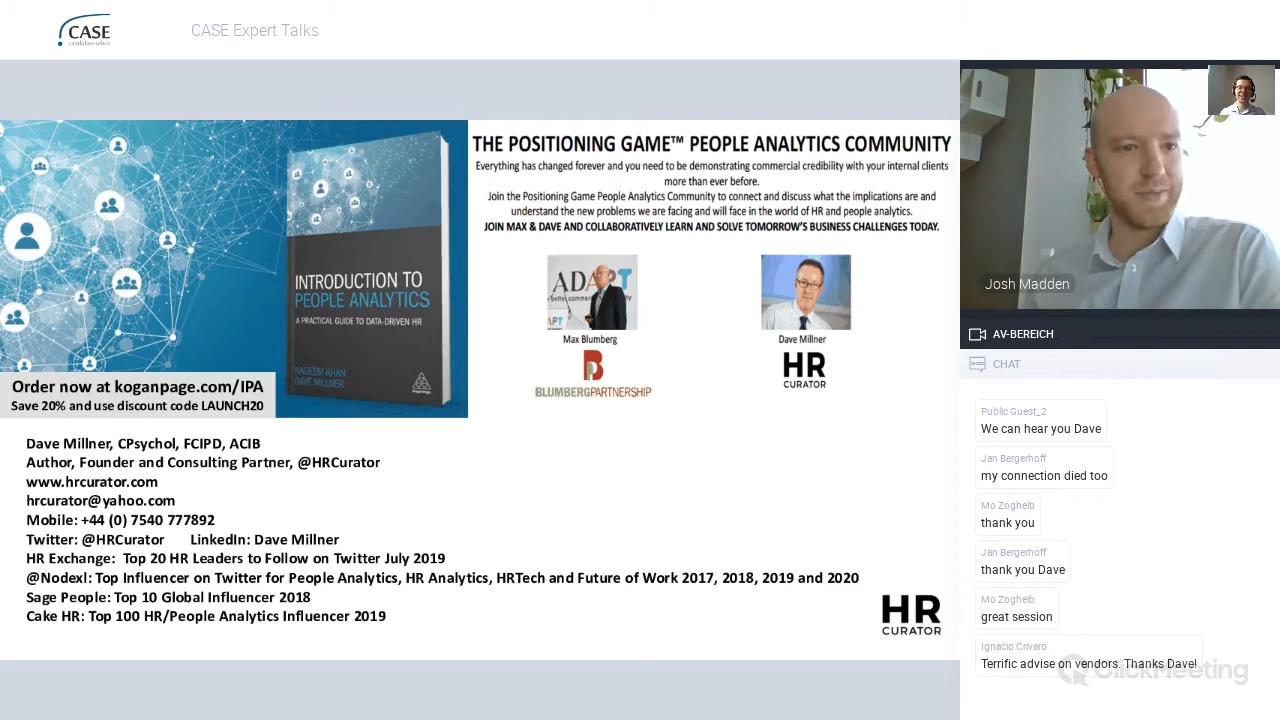 CASE
candidate-select
CASE Expert Talks
INTRODUCTION TO
PEOPLE ANALYTICS
A PRACTICAL GUIDE TO DATA-DRIVEN HR
NADEEM KHAN
DAVE MILLNER
KoganPage
Order now at koganpage.com/IPA
Save 20% and use discount code LAUNCH20
THE POSITIONING GAME™ PEOPLE ANALYTICS COMMUNITY
Everything has changed forever and you need to be demonstrating commercial credibility with your internal clients
more than ever before.
Join the Positioning Game People Analytics Community to connect and discuss what the implications are and
understand the new problems we are facing and will face in the world of HR and people analytics.
JOIN MAX & DAVE AND COLLABORATIVELY LEARN AND SOLVE TOMORROW'S BUSINESS CHALLENGES TODAY.
Max Blumberg
BLUMBERGPARTNERSHIP
Dave Millner
HR
CURATOR
Dave Millner, CPsychol, FCIPD, ACIB
Author, Founder and Consulting Partner, @HRCurator
www.hrcurator.com
hrcurator@yahoo.com
Mobile: +44 (0) 7540 777892
Twitter: @HRCurator LinkedIn: Dave Millner
HR Exchange: Top 20 HR Leaders to Follow on Twitter July 2019
@Nodexl: Top Influencer on Twitter for People Analytics, HR Analytics, HRTech and Future of Work 2017, 2018, 2019 and 2020
Sage People: Top 10 Global Influencer 2018
Cake HR: Top 100 HR/People Analytics Influencer 2019
HR
CURATOR
Josh Madden
AV-BEREICH
CHAT
Public Guest_2
We can hear you Dave
Jan Bergerhoff
my connection died too
Mo Zogheib
thank you
Jan Bergerhoff
thank you Dave
Mo Zogheib
great session
Ignacio Crivaro
Terrific advise on vendors. Thanks Dave!
ClickMeeting